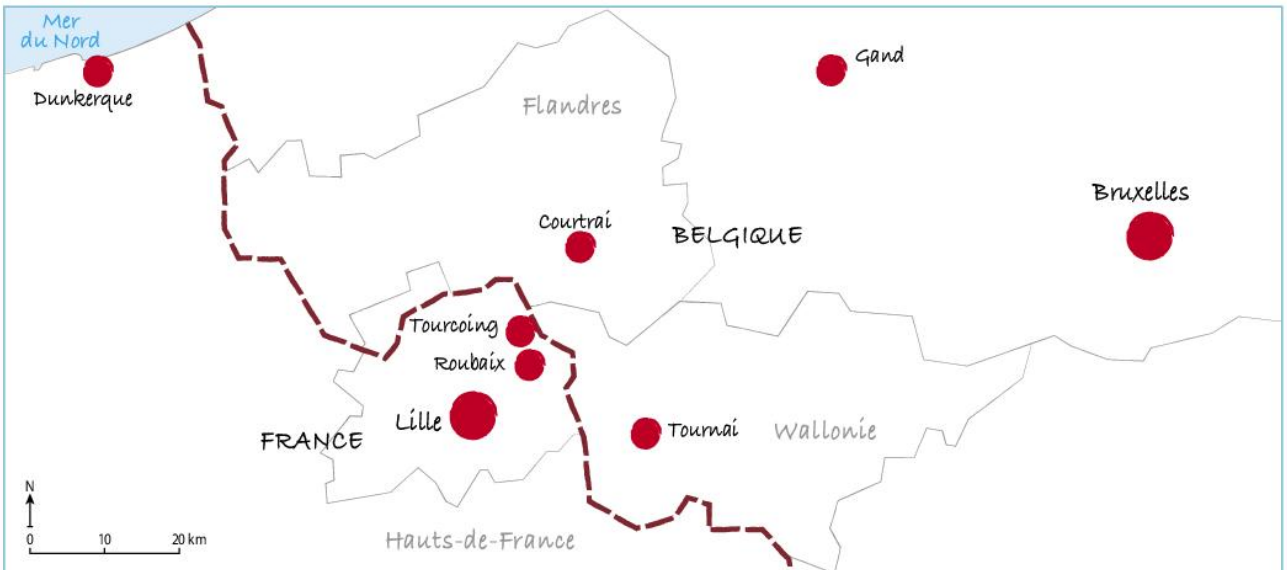 Mer
du Nord
Dunkerque
Gand
Flandres
Bruxelles
Courtrai
BELGIQUE
Tourcoing
Roubaix
Lille
FRANCE
Tournai
Wallonie
Hauts-de-France
N
0 10 20 km